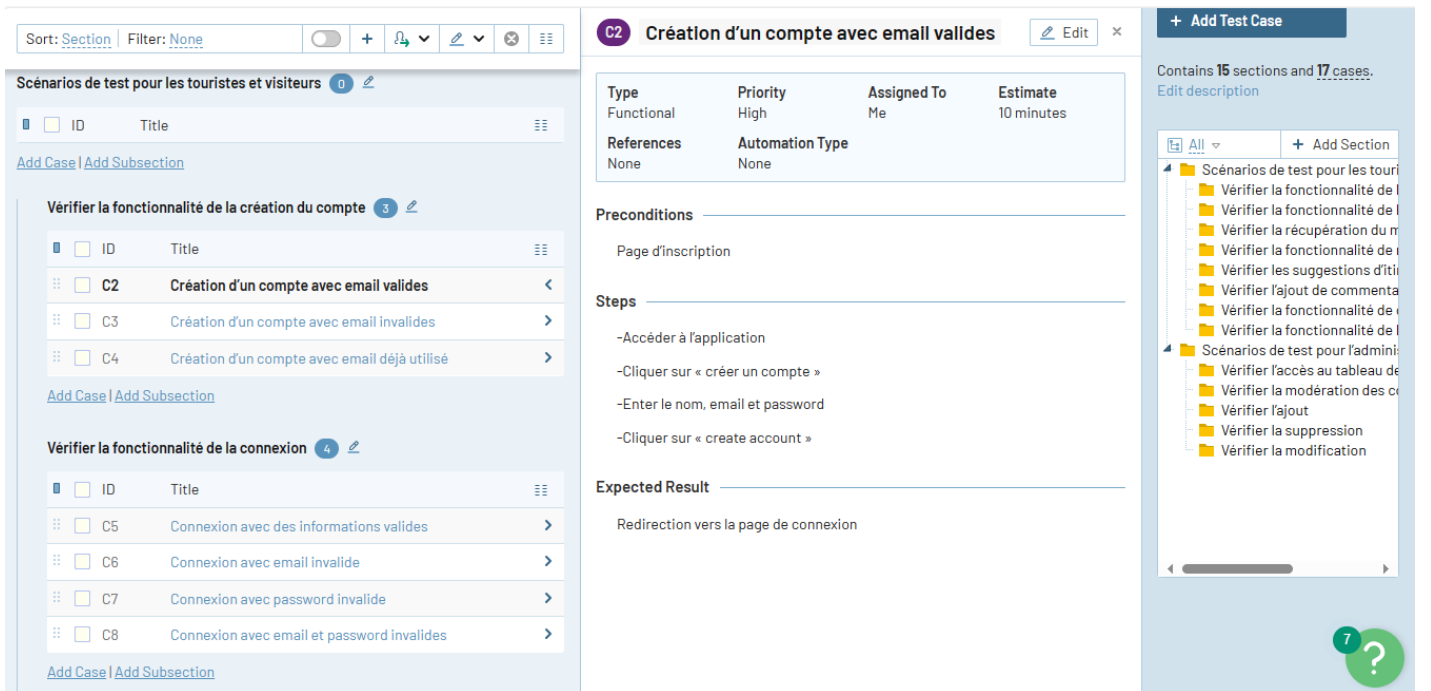 Sort: Section | Filter: None
Scénarios de test pour les touristes et visiteurs 0
ID Title
Add Case | Add Subsection
Vérifier la fonctionnalité de la création du compte 3
ID Title
C2 Création d'un compte avec email valides
C3 Création d'un compte avec email invalides
C4 Création d'un compte avec email déjà utilisé
Add Case | Add Subsection
Vérifier la fonctionnalité de la connexion 4
ID Title
C5 Connexion avec des informations valides
C6 Connexion avec email invalide
C7 Connexion avec password invalide
C8 Connexion avec email et password invalides
Add Case | Add Subsection
C2 Création d'un compte avec email valides Edit
Type Priority Assigned To Estimate
Functional High Me 10 minutes
References Automation Type
None None
Preconditions
Page d'inscription
Steps
-Accéder à l'application
-Cliquer sur « créer un compte »
-Enter le nom, email et password
-Cliquer sur « create account »
Expected Result
Redirection vers la page de connexion
+ Add Test Case
Contains 15 sections and 17 cases.
Edit description
All + Add Section
Scénarios de test pour les touri
Vérifier la fonctionnalité de
Vérifier la fonctionnalité de
Vérifier la récupération du
Vérifier la fonctionnalité de
Vérifier les suggestions d'iti
Vérifier l'ajout de commenta
Vérifier la fonctionnalité de
Vérifier la fonctionnalité de
Scénarios de test pour l'adminis
Vérifier l'accès au tableau de
Vérifier la modération des
Vérifier l'ajout
Vérifier la suppression
Vérifier la modification
7
?